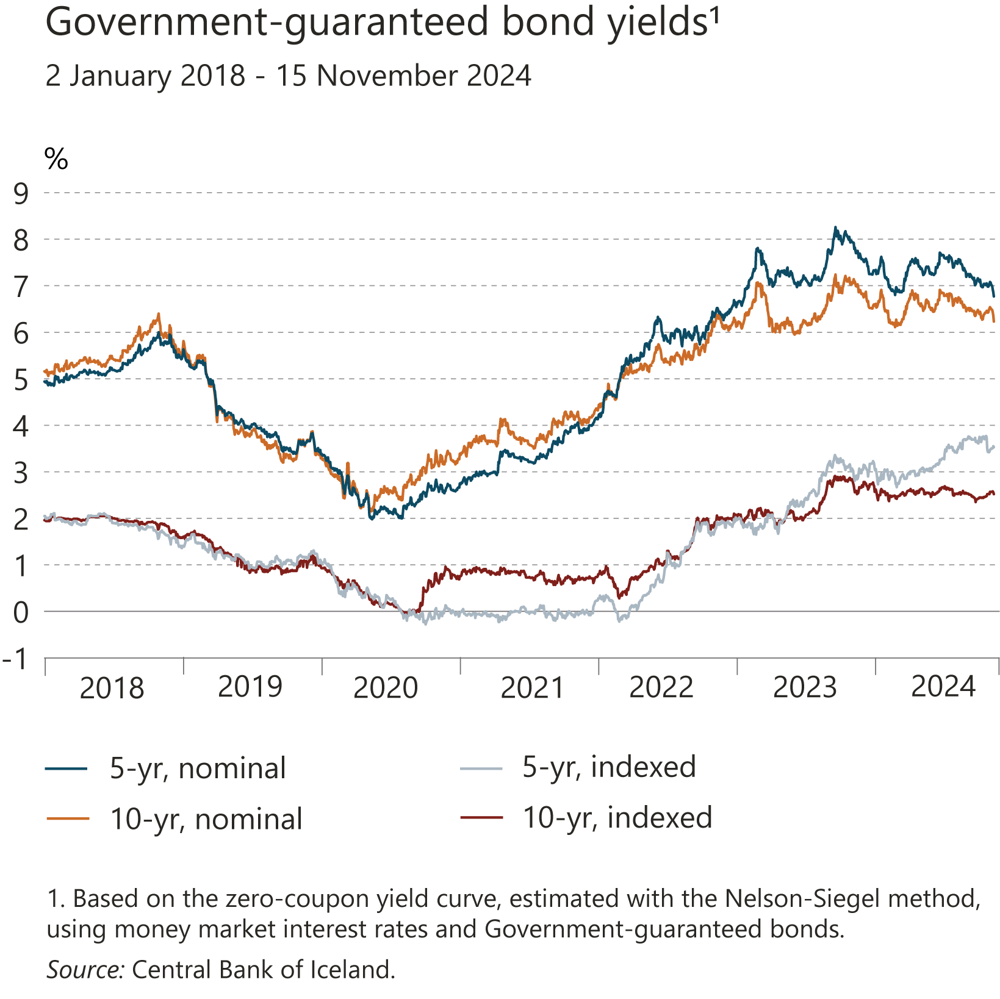 Government-guaranteed bond yields¹
2 January 2018 - 15 November 2024
%
9
8
7
6
5
4
3
2
1
0
-1
2018 2019 2020 2021 2022 2023 2024
5-yr, nominal 5-yr, indexed
10-yr, nominal 10-yr, indexed
1. Based on the zero-coupon yield curve, estimated with the Nelson-Siegel method,
using money market interest rates and Government-guaranteed bonds.
Source: Central Bank of Iceland.